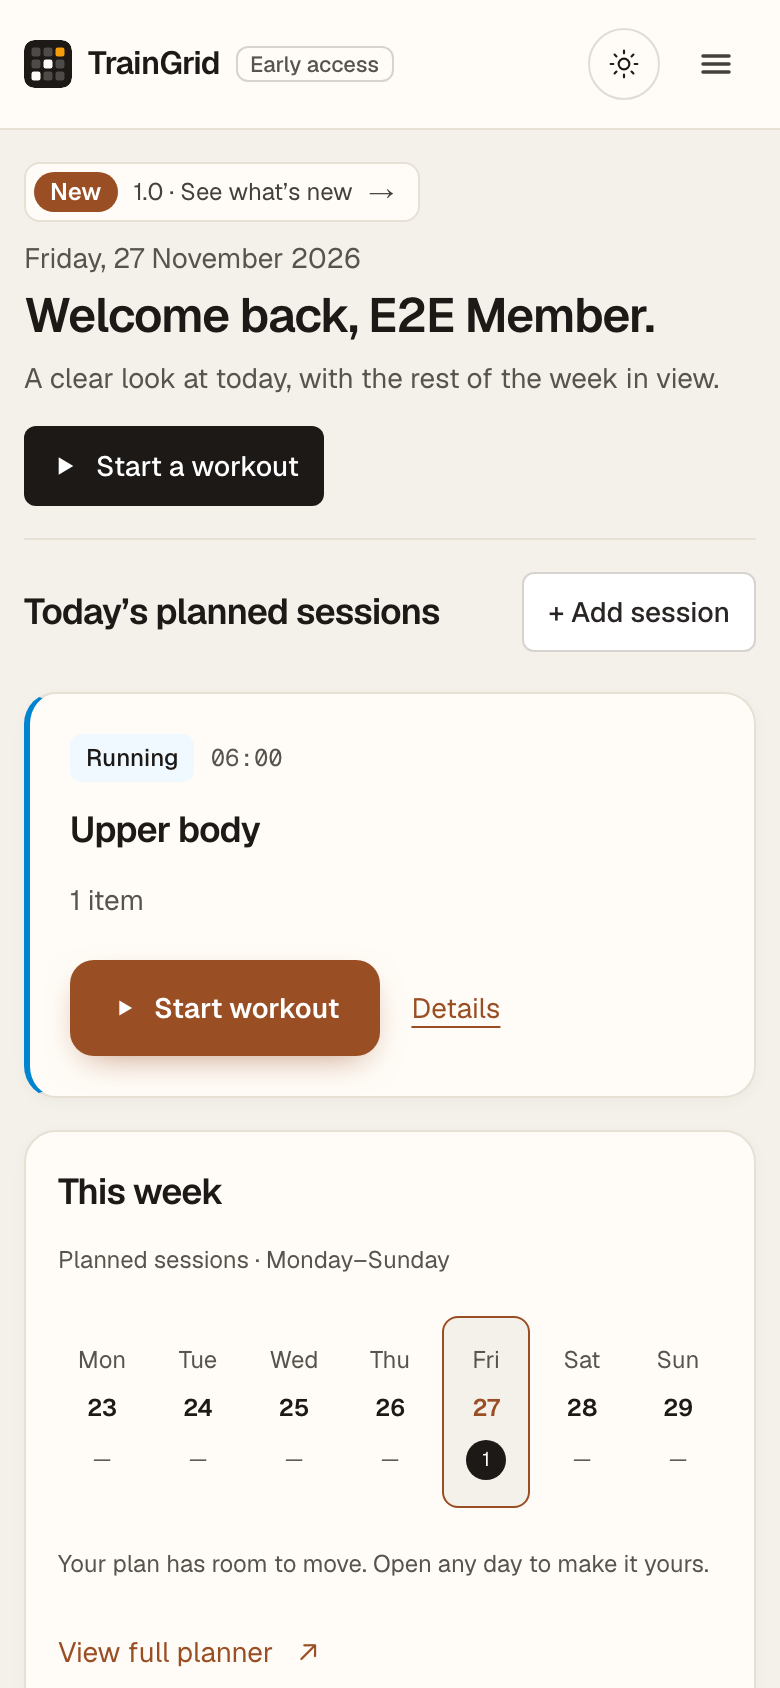 TrainGrid Early access
New 1.0 · See what’s new →
Friday, 27 November 2026
Welcome back, E2E Member.
A clear look at today, with the rest of the week in view.
Start a workout
Today’s planned sessions
+ Add session
Running 06:00
Upper body
1 item
Start workout Details
This week
Planned sessions · Monday–Sunday
Mon Tue Wed Thu Fri Sat Sun
23 24 25 26 27 28 29
— — — — 1 — —
Your plan has room to move. Open any day to make it yours.
View full planner ↗